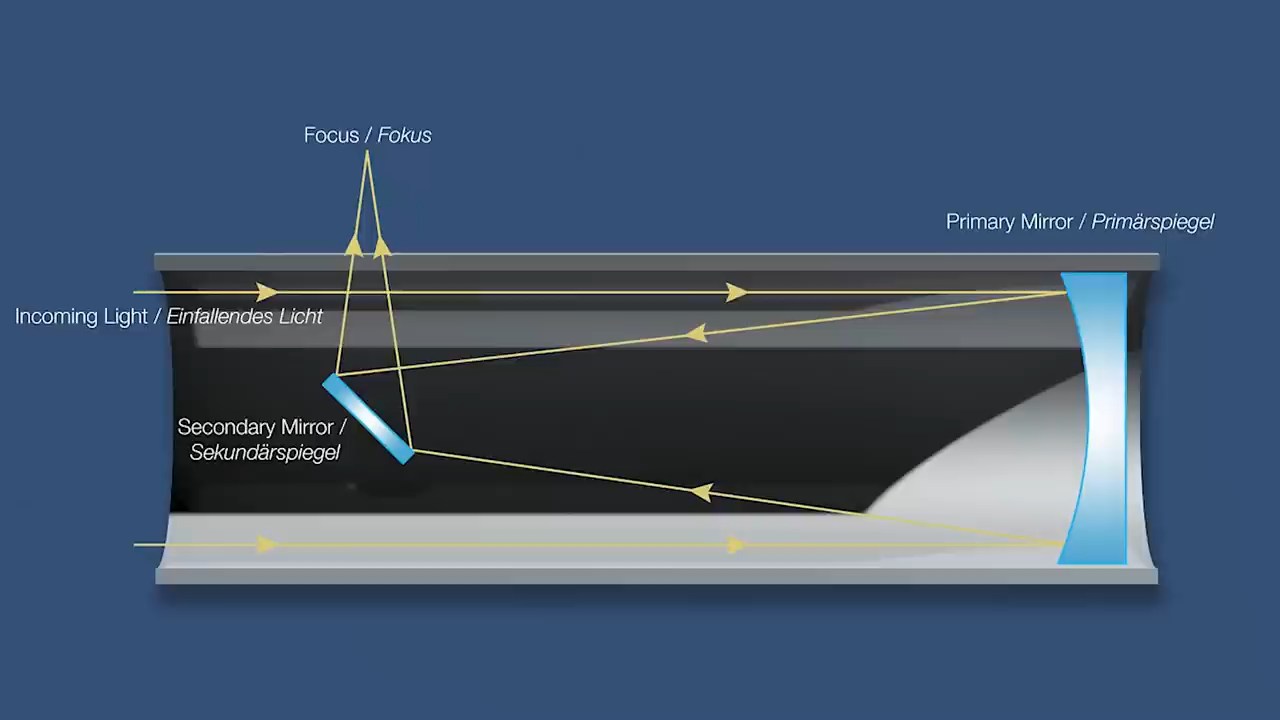 Focus / Fokus
Primary Mirror / Primärspiegel
Incoming Light / Einfallendes Licht
Secondary Mirror /
Sekundärspiegel